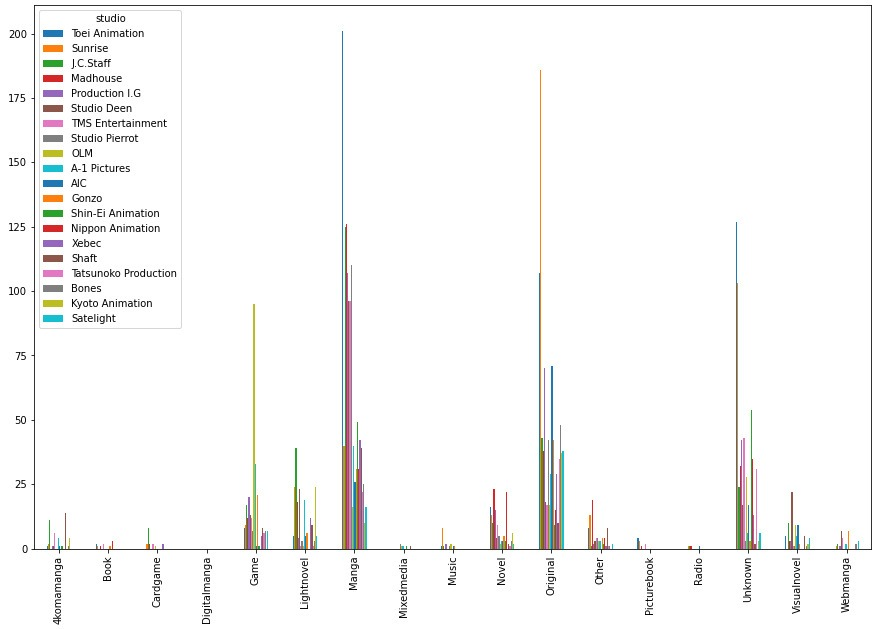 studio
Toei Animation
Sunrise
J.C.Staff
Madhouse
Production I.G
Studio Deen
TMS Entertainment
Studio Pierrot
OLM
A-1 Pictures
AIC
Gonzo
Shin-Ei Animation
Nippon Animation
Xebec
Shaft
Tatsunoko Production
Bones
Kyoto Animation
Satelight
200
175
150
125
100
75
50
25
0
4komamanga
Book
Cardgame
Digitalmanga
Game
Lightnovel
Manga
Mixedmedia
Music
Novel
Original
Other
Picturebook
Radio
Unknown
Visualnovel
Webmanga